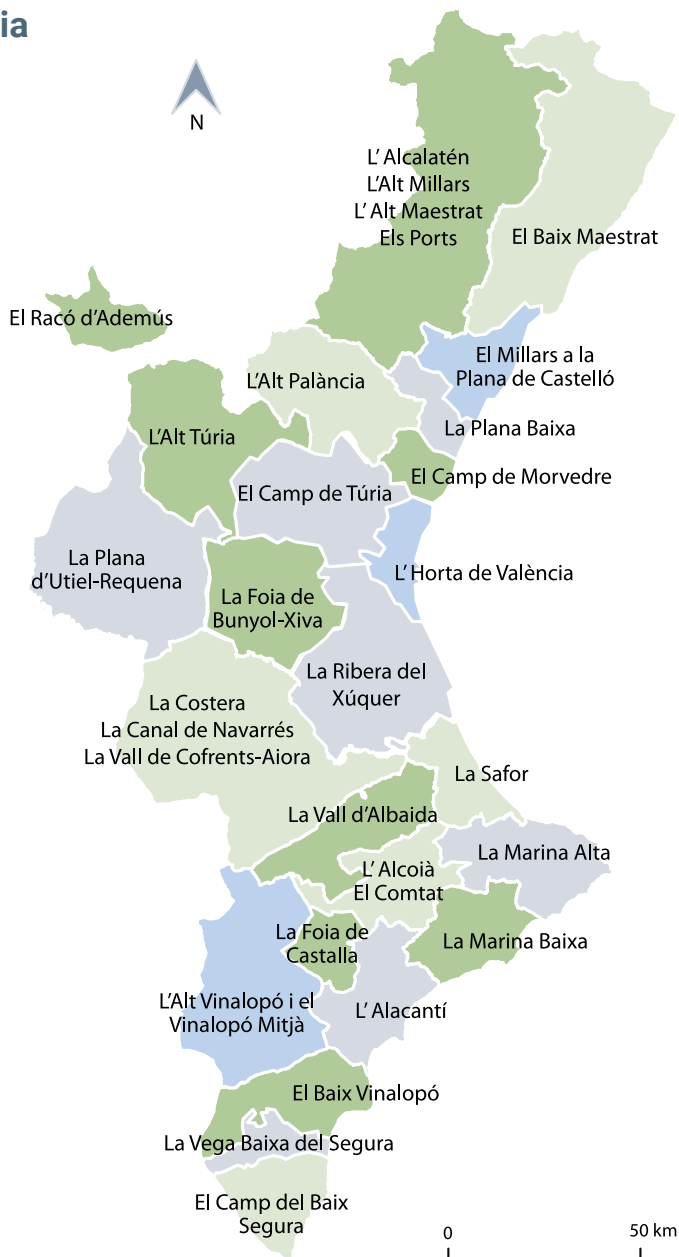 ia
N
L' Alcalatén
L'Alt Millars
L' Alt Maestrat
Els Ports
El Baix Maestrat
El Racó d'Ademús
El Millars a la
Plana de Castelló
L'Alt Palància
La Plana Baixa
L'Alt Túria
El Camp de Morvedre
El Camp de Túria
La Plana
d'Utiel-Requena
L' Horta de València
La Foia de
Bunyol-Xiva
La Ribera del
Xúquer
La Costera
La Canal de Navarrés
La Vall de Cofrents-Aiora
La Safor
La Vall d'Albaida
La Marina Alta
L' Alcoià
El Comtat
La Foia de
Castalla
La Marina Baixa
L'Alt Vinalopó i el
Vinalopó Mitjà
L' Alacantí
El Baix Vinalopó
La Vega Baixa del Segura
El Camp del Baix
Segura
0
50 km